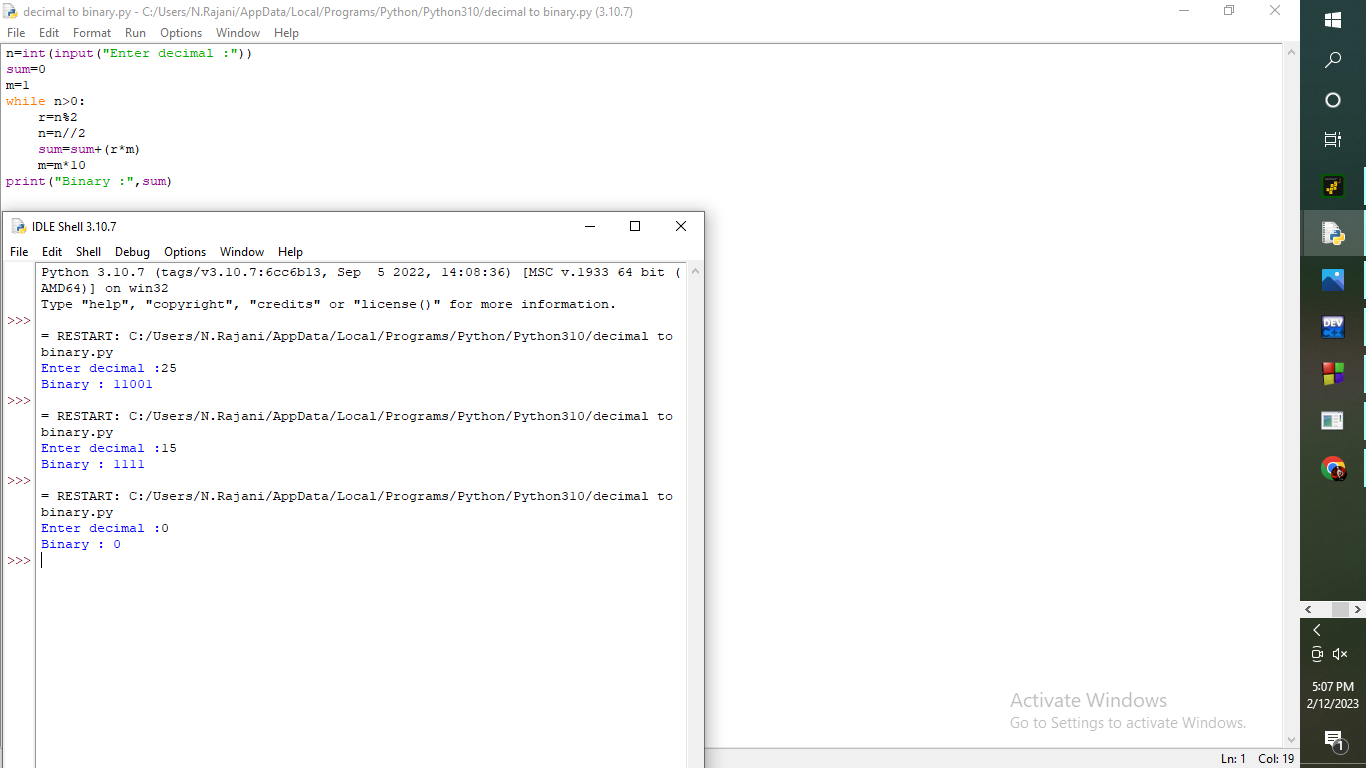 decimal to binary.py - C:/Users/N.Rajani/AppData/Local/Programs/Python/Python310/decimal to binary.py (3.10.7)
File Edit Format Run Options Window Help
n=int(input("Enter decimal :"))
sum=0
m=1
while n>0:
    r=n%2
    n=n//2
    sum=sum+(r*m)
    m=m*10
print("Binary :",sum)
IDLE Shell 3.10.7
File Edit Shell Debug Options Window Help
Python 3.10.7 (tags/v3.10.7:6cc6b13, Sep  5 2022, 14:08:36) [MSC v.1933 64 bit (
AMD64)] on win32
Type "help", "copyright", "credits" or "license()" for more information.
>>>
= RESTART: C:/Users/N.Rajani/AppData/Local/Programs/Python/Python310/decimal to
binary.py
Enter decimal :25
Binary : 11001
>>>
= RESTART: C:/Users/N.Rajani/AppData/Local/Programs/Python/Python310/decimal to
binary.py
Enter decimal :15
Binary : 1111
>>>
= RESTART: C:/Users/N.Rajani/AppData/Local/Programs/Python/Python310/decimal to
binary.py
Enter decimal :0
Binary : 0
>>>
Activate Windows
Go to Settings to activate Windows.
Ln: 1 Col: 19
DEV
C++
5:07 PM
2/12/2023
1